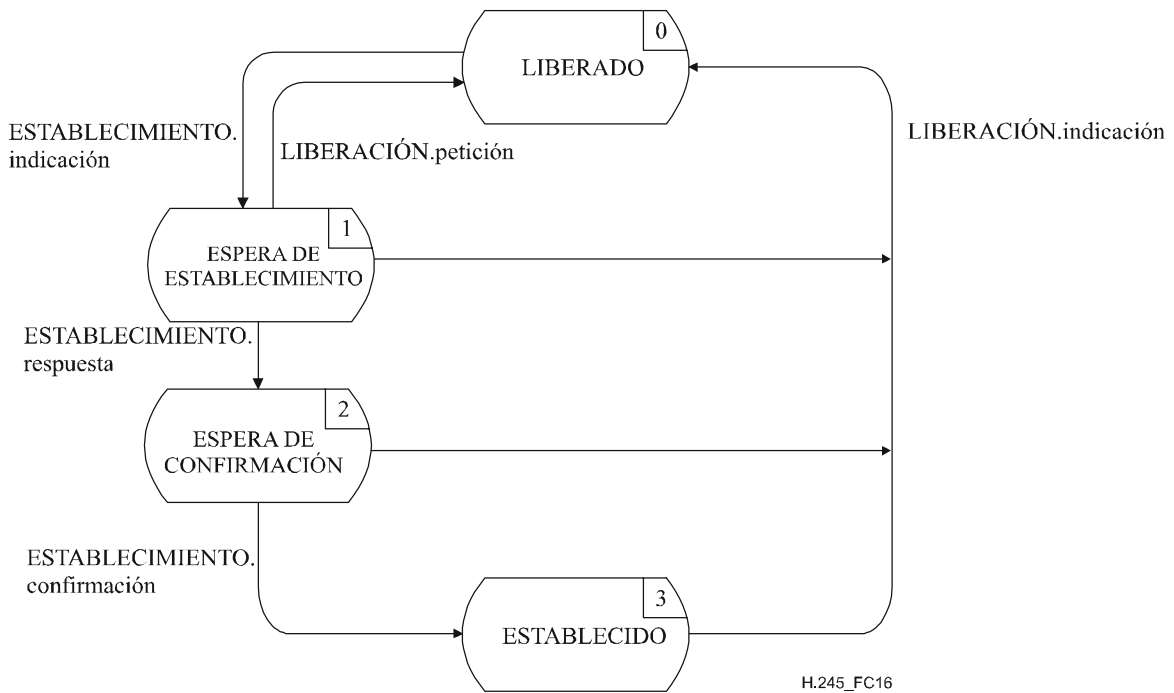 0
LIBERADO
ESTABLECIMIENTO.
indicación
LIBERACIÓN.petición
LIBERACIÓN.indicación
1
ESPERA DE
ESTABLECIMIENTO
ESTABLECIMIENTO.
respuesta
2
ESPERA DE
CONFIRMACIÓN
ESTABLECIMIENTO.
confirmación
3
ESTABLECIDO
H.245_FC16